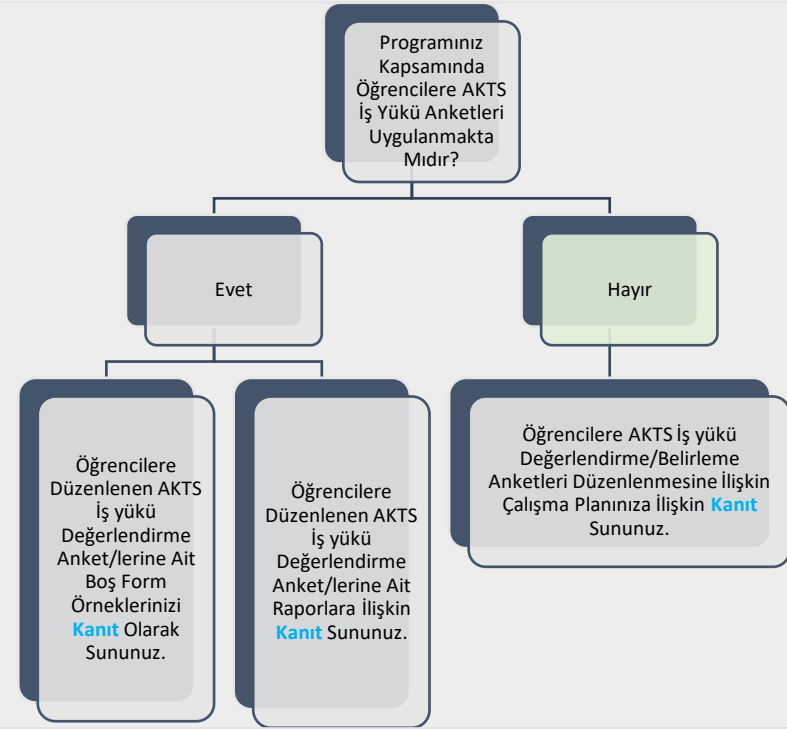 Programınız
Kapsamında
Öğrencilere AKTS
İş Yükü Anketleri
Uygulanmakta
Mıdır?
Evet
Hayır
Öğrencilere
Düzenlenen AKTS
İş yükü
Değerlendirme
Anket/lerine Ait
Boş Form
Örneklerinizi
Kanıt Olarak
Sununuz.
Öğrencilere
Düzenlenen AKTS
İş yükü
Değerlendirme
Anket/lerine Ait
Raporlara İlişkin
Kanıt Sununuz.
Öğrencilere AKTS İş yükü
Değerlendirme/Belirleme
Anketleri Düzenlenmesine İlişkin
Çalışma Planınıza İlişkin Kanıt
Sununuz.